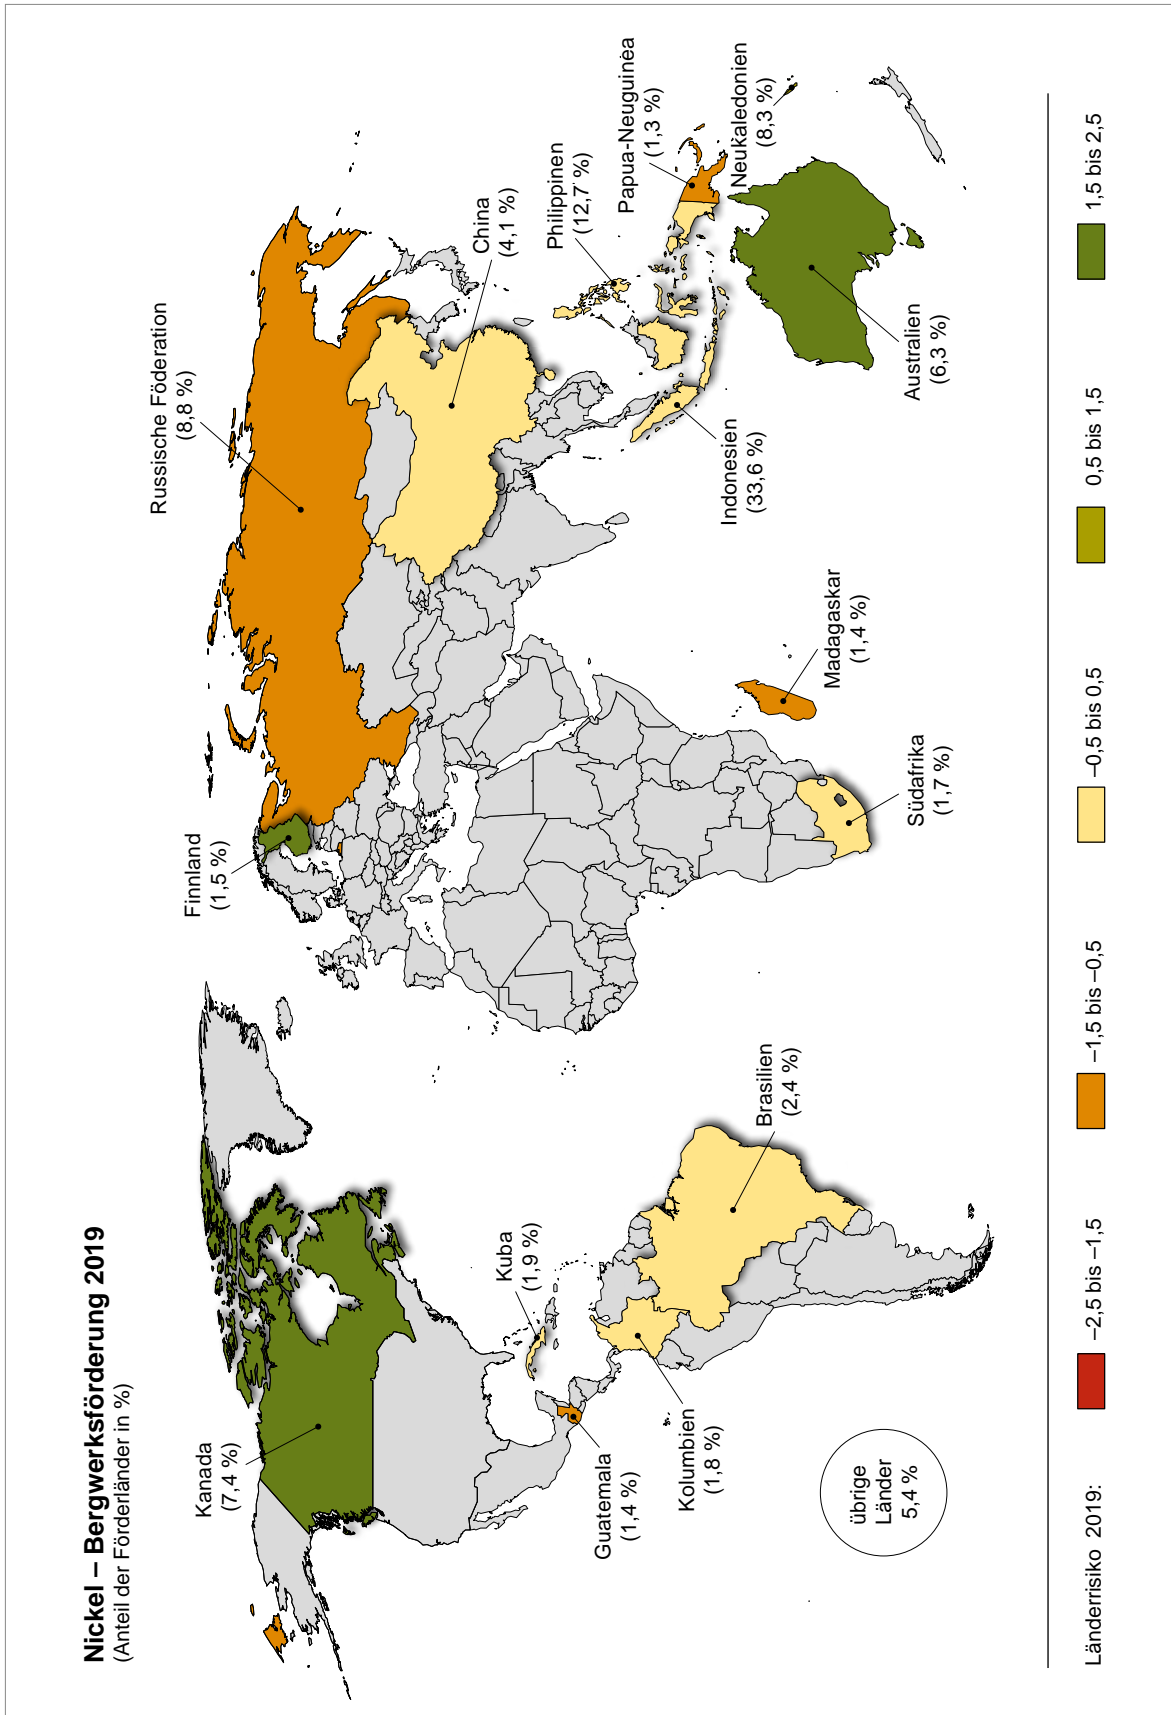 Nickel – Bergwerksförderung 2019
(Anteil der Förderländer in %)
Kanada
(7,4 %)
Finnland
(1,5 %)
Russische Föderation
(8,8 %)
China
(4,1 %)
Philippinen
(12,7 %)
Papua-Neuguinea
(1,3 %)
Neukaledonien
(8,3 %)
Kuba
(1,9 %)
Guatemala
(1,4 %)
Kolumbien
(1,8 %)
Brasilien
(2,4 %)
Südafrika
(1,7 %)
Madagaskar
(1,4 %)
Indonesien
(33,6 %)
Australien
(6,3 %)
übrige
Länder
5,4 %
Länderrisiko 2019: –2,5 bis –1,5 –1,5 bis –0,5 –0,5 bis 0,5 0,5 bis 1,5 1,5 bis 2,5